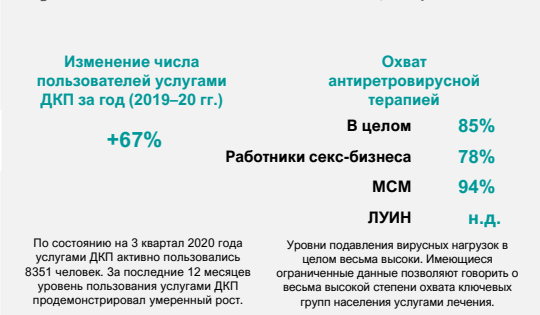 Изменение числа
пользователей услугами
ДКП за год (2019–20 гг.)
+67%
По состоянию на 3 квартал 2020 года
услугами ДКП активно пользовались
8351 человек. За последние 12 месяцев
уровень пользования услугами ДКП
продемонстрировал умеренный рост.
Охват
антиретровирусной
терапией
В целом 85%
Работники секс-бизнеса 78%
МСМ 94%
ЛУИН н.д.
Уровни подавления вирусных нагрузок в
целом весьма высоки. Имеющиеся
ограниченные данные позволяют говорить о
весьма высокой степени охвата ключевых
групп населения услугами лечения.